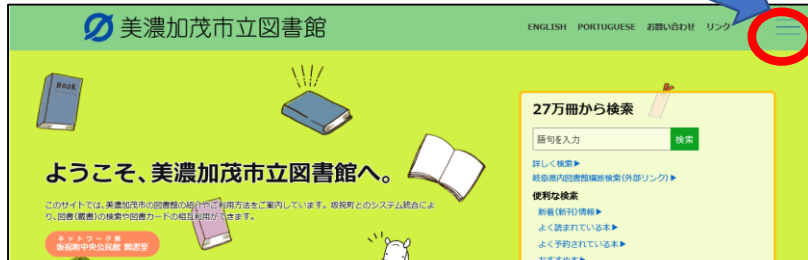 美濃加茂市立図書館
ENGLISH PORTUGUESE お問い合わせ リンク
BOOK
27万冊から検索
語句を入力 検索
詳しく検索▶
岐阜県内図書館横断検索(外部リンク)▶
便利な検索
新着(新刊)情報▶
よく読まれている本▶
よく予約されている本▶
おすすめ本▶
ようこそ、美濃加茂市立図書館へ。
このサイトでは、美濃加茂市の図書館の紹介やご利用方法をご案内しています。坂祝町とのシステム統合によ
り、図書(蔵書)の検索や図書カードの相互利用ができます。
ネットワーク館
坂祝町中央公民館 図書室